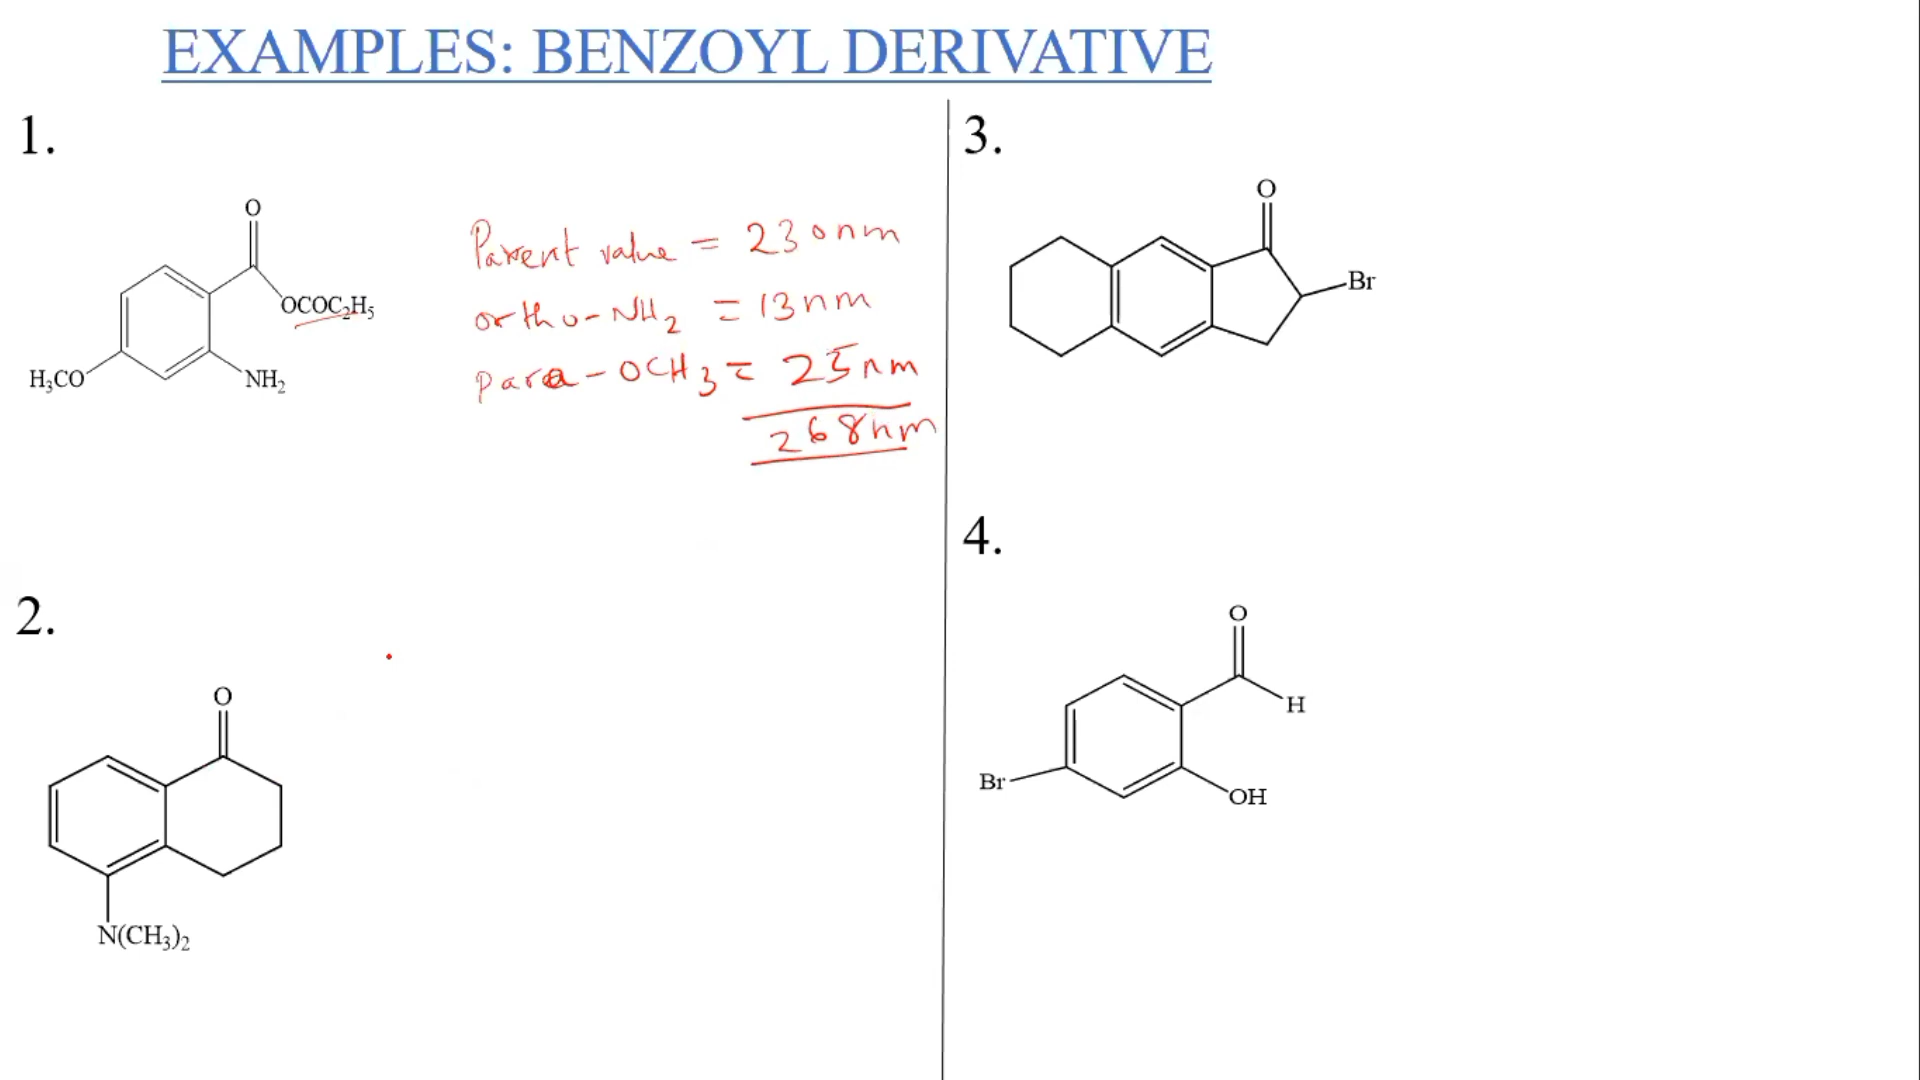 EXAMPLES: BENZOYL DERIVATIVE
1.
O
OCOC₂H₅
H₃CO
NH₂
Parent value = 230nm
ortho-NH₂ = 13nm
para-OCH₃ = 25nm
268nm
2.
O
N(CH₃)₂
3.
O
Br
4.
O
H
Br
OH